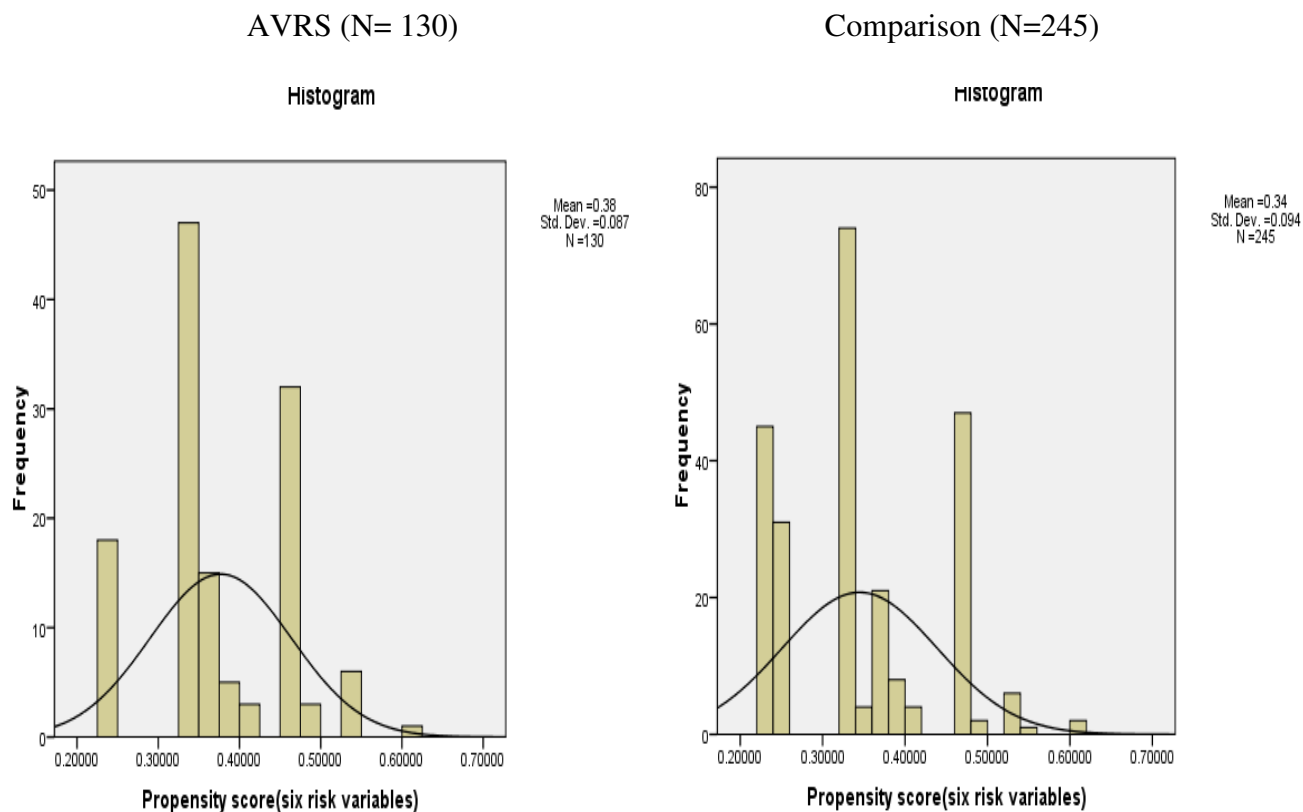 AVRS (N= 130)
Comparison (N=245)
Histogram
Histogram
50
40
30
20
10
0
Frequency
0.20000 0.30000 0.40000 0.50000 0.60000 0.70000
Propensity score(six risk variables)
Mean =0.38
Std. Dev. =0.087
N =130
80
60
40
20
0
Frequency
0.20000 0.30000 0.40000 0.50000 0.60000 0.70000
Propensity score(six risk variables)
Mean =0.34
Std. Dev. =0.094
N =245